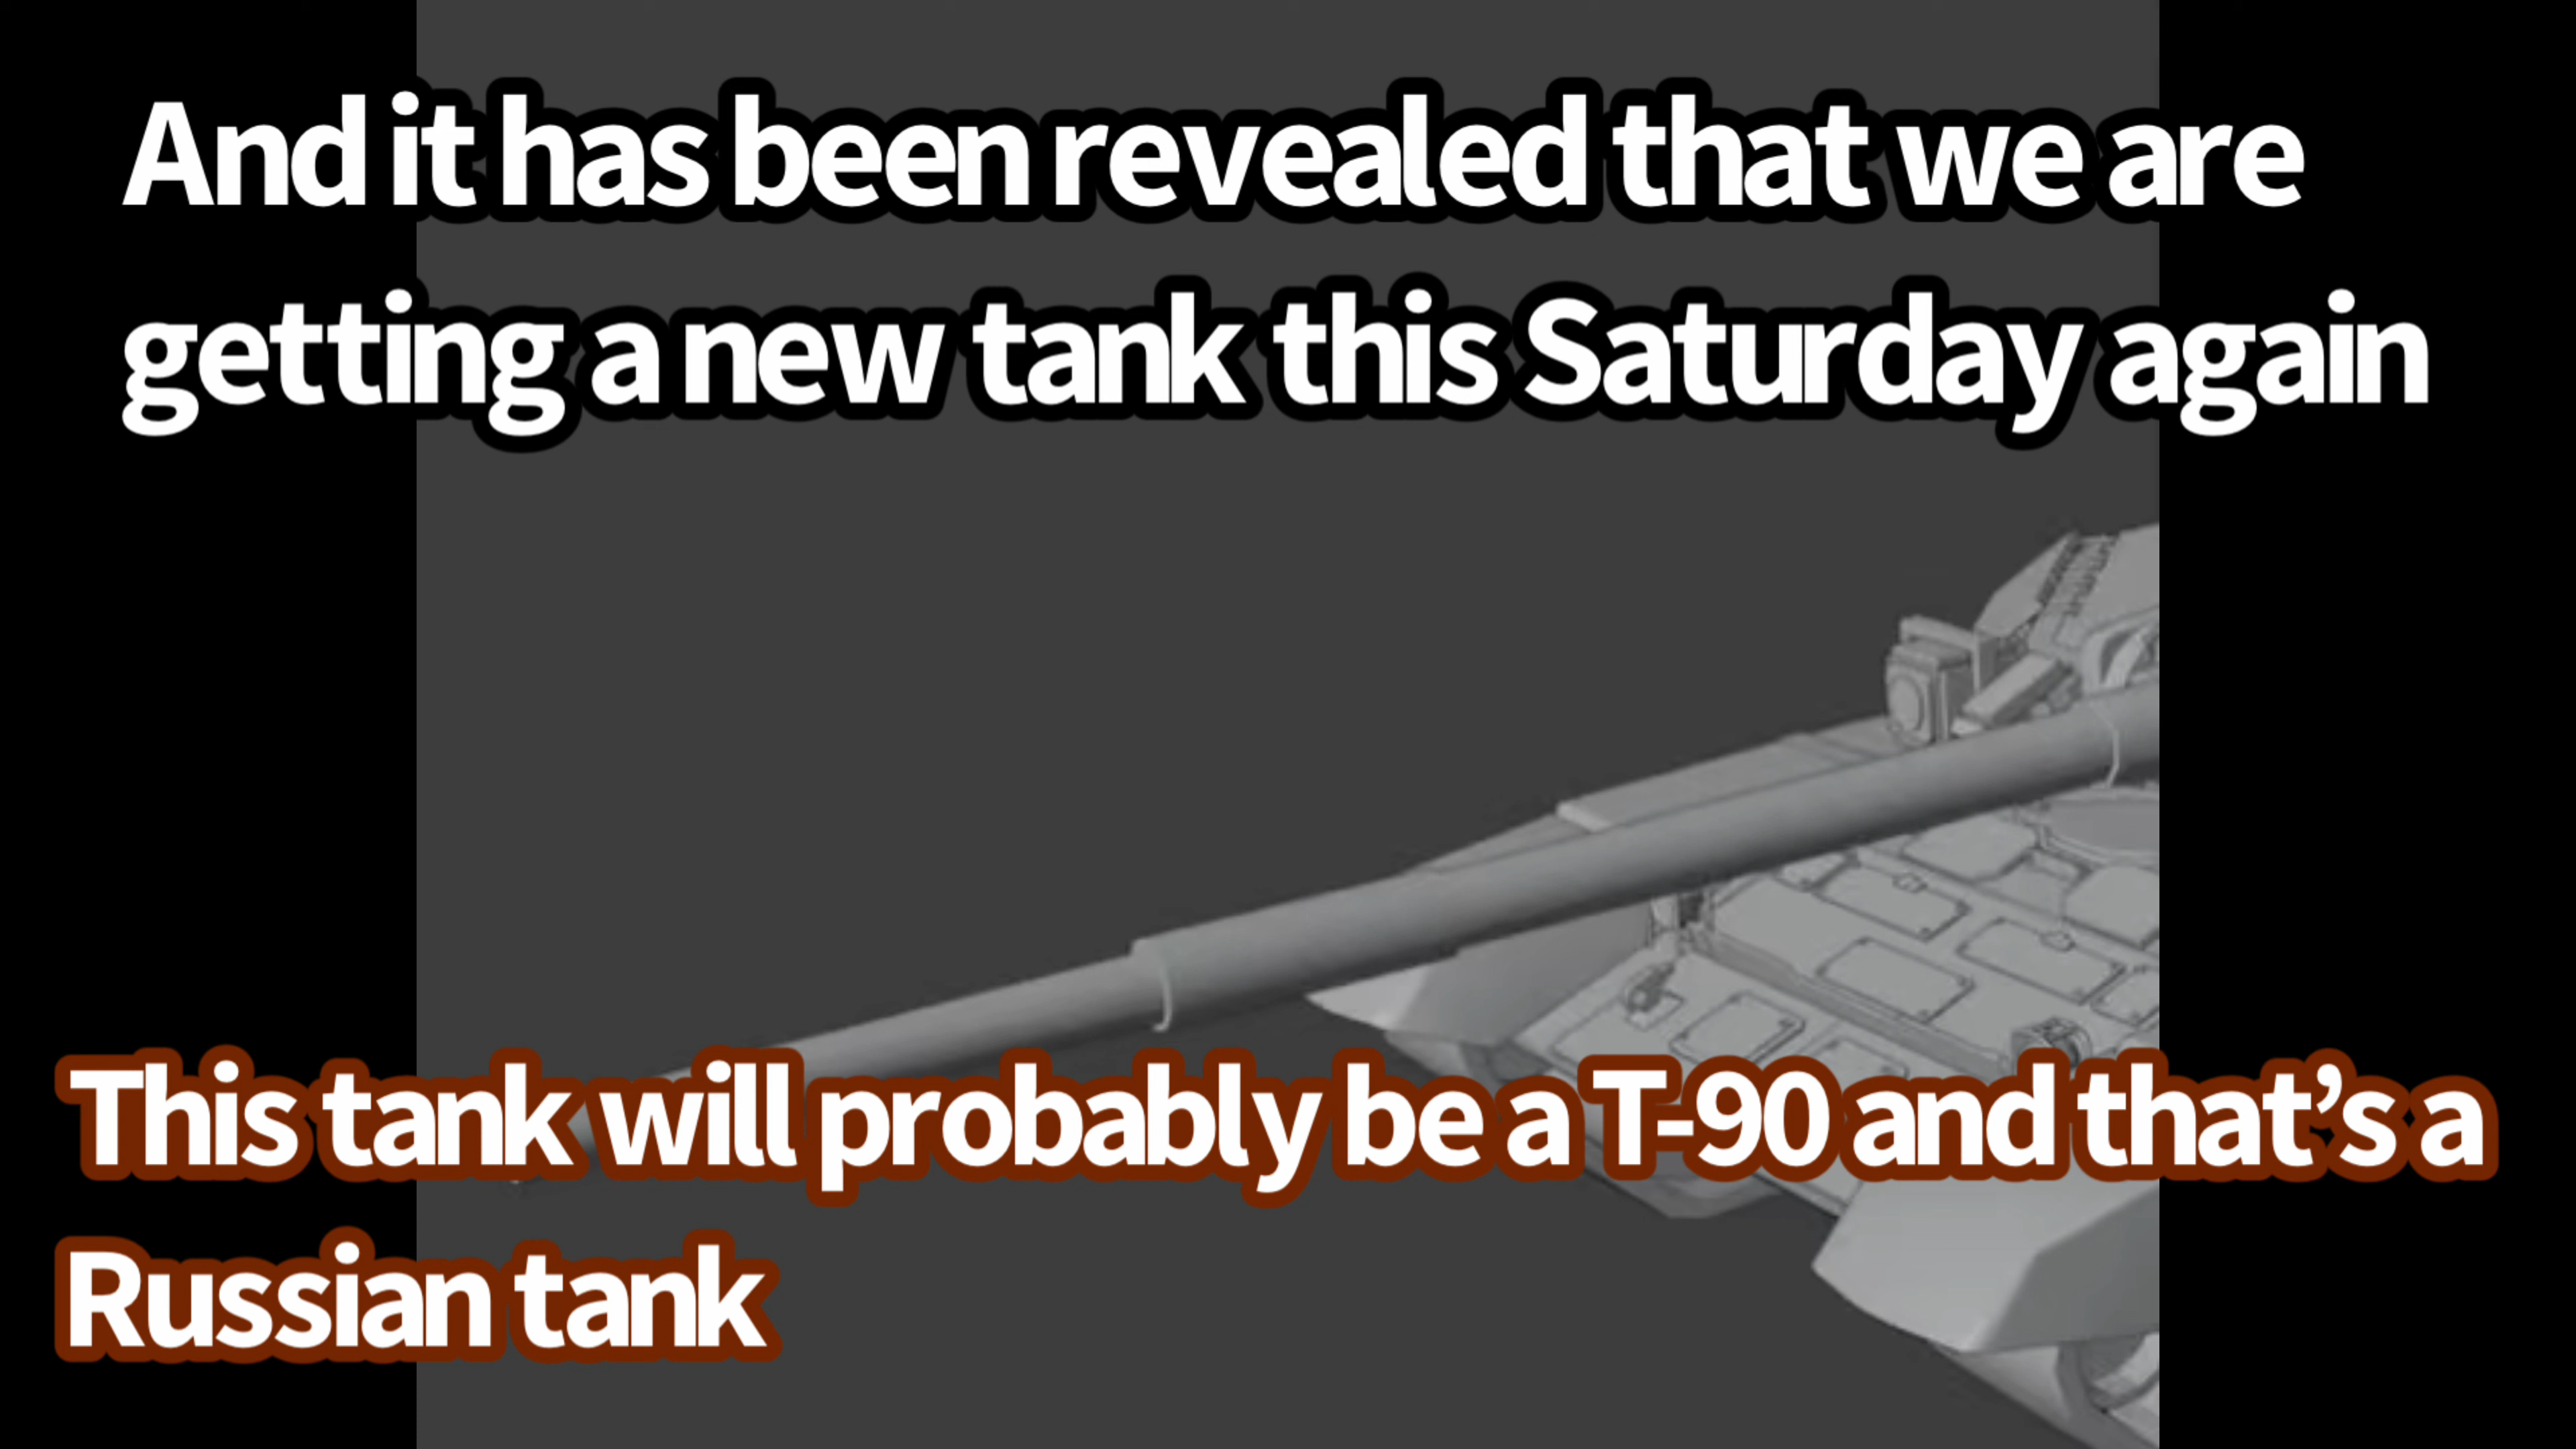 And it has been revealed that we are
getting a new tank this Saturday again
This tank will probably be a T-90 and that’s a
Russian tank